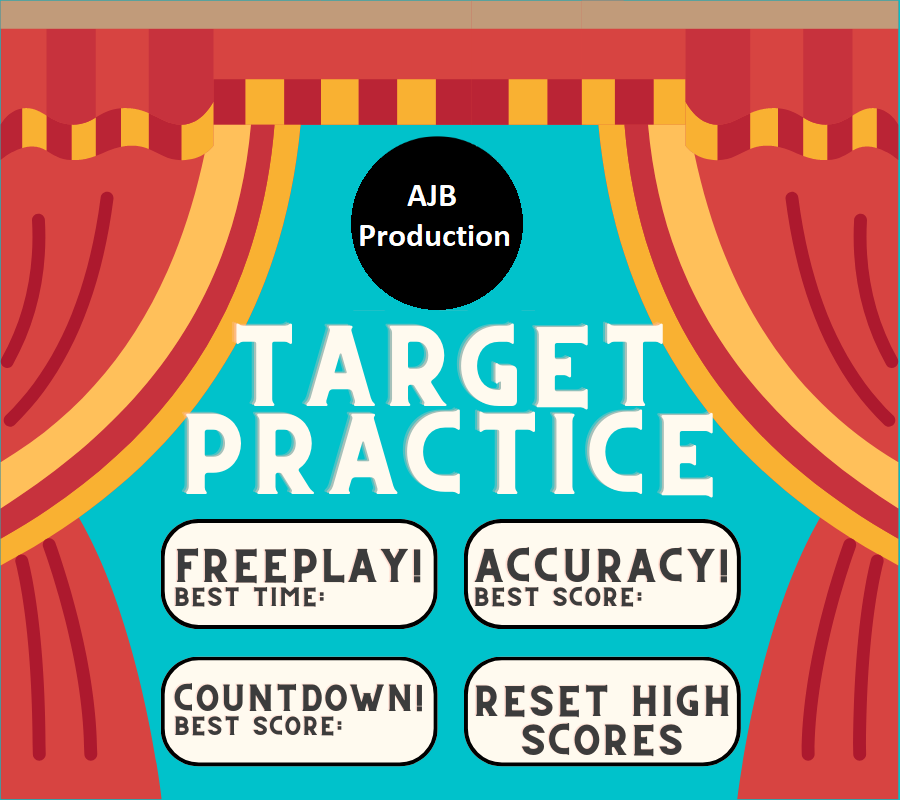 AJB
Production
TARGET
PRACTICE
FREEPLAY!
BEST TIME:
ACCURACY!
BEST SCORE:
COUNTDOWN!
BEST SCORE:
RESET HIGH
SCORES